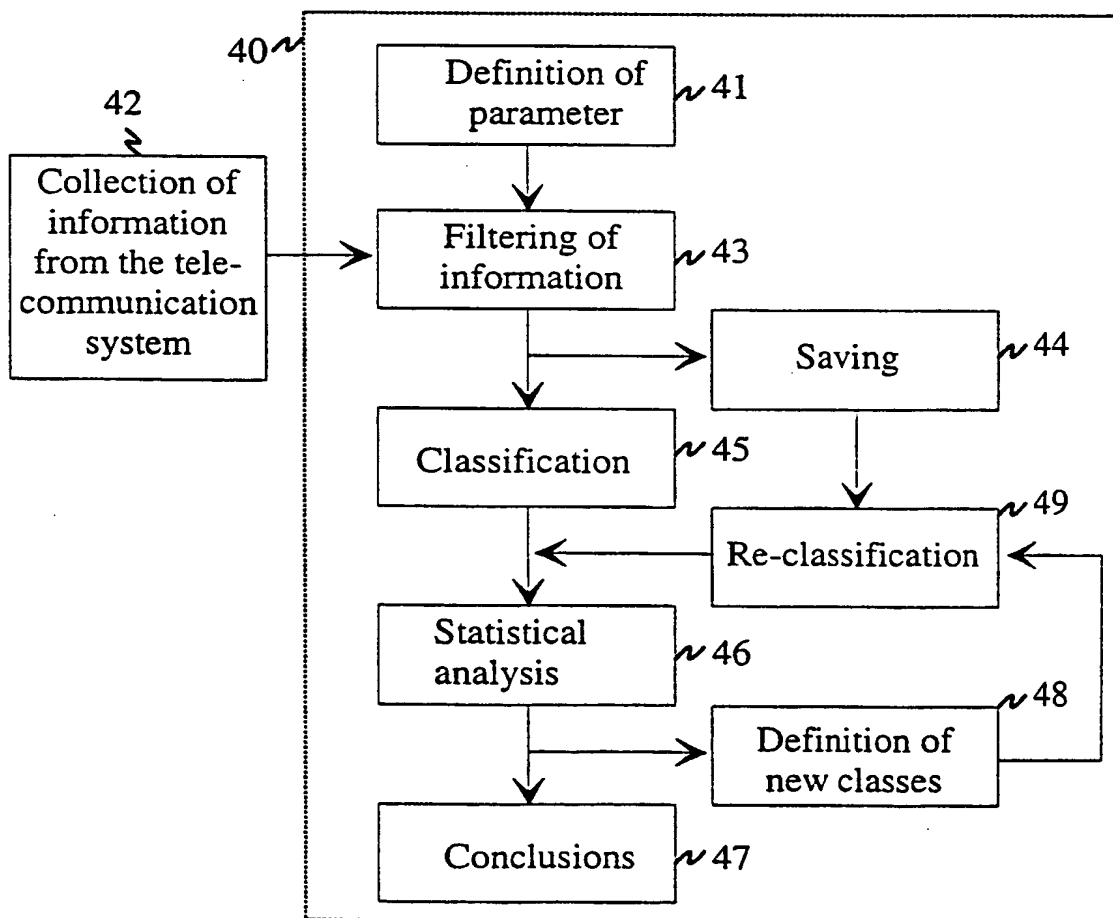 40
Definition of
parameter
41
42
Collection of
information
from the tele-
communication
system
Filtering of
information
43
Saving
44
Classification
45
49
Re-classification
Statistical
analysis
46
48
Definition of
new classes
Conclusions
47